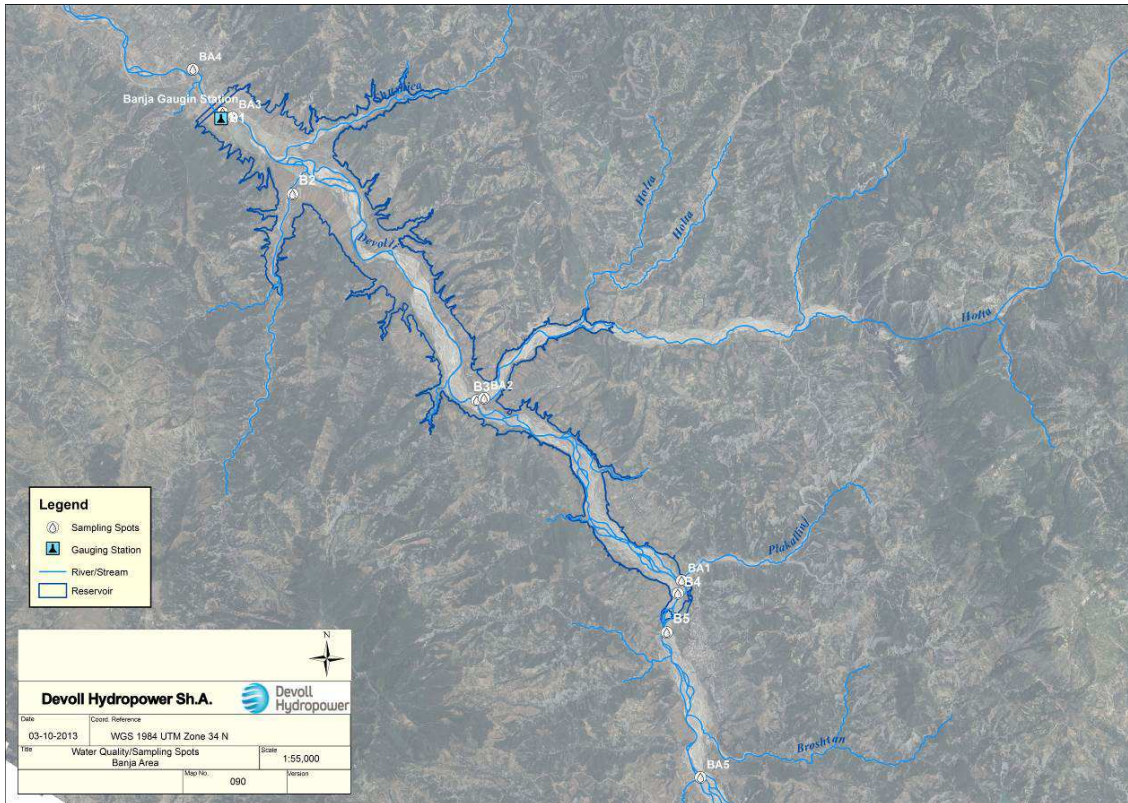 BA4
Shusnica
Banja Gaugin Station
BA3
B1
B2
Holta
Holta
Devoll
Holta
B3
BA2
Plakallinj
BA1
B4
B5
Broshtan
BA5
Legend
Sampling Spots
Gauging Station
River/Stream
Reservoir
N
Devoll Hydropower Sh.A.
Devoll
Hydropower
Date
Coord. Reference
03-10-2013
WGS 1984 UTM Zone 34 N
Title
Water Quality/Sampling Spots
Banja Area
Scale
1:55,000
Map No.
090
Version